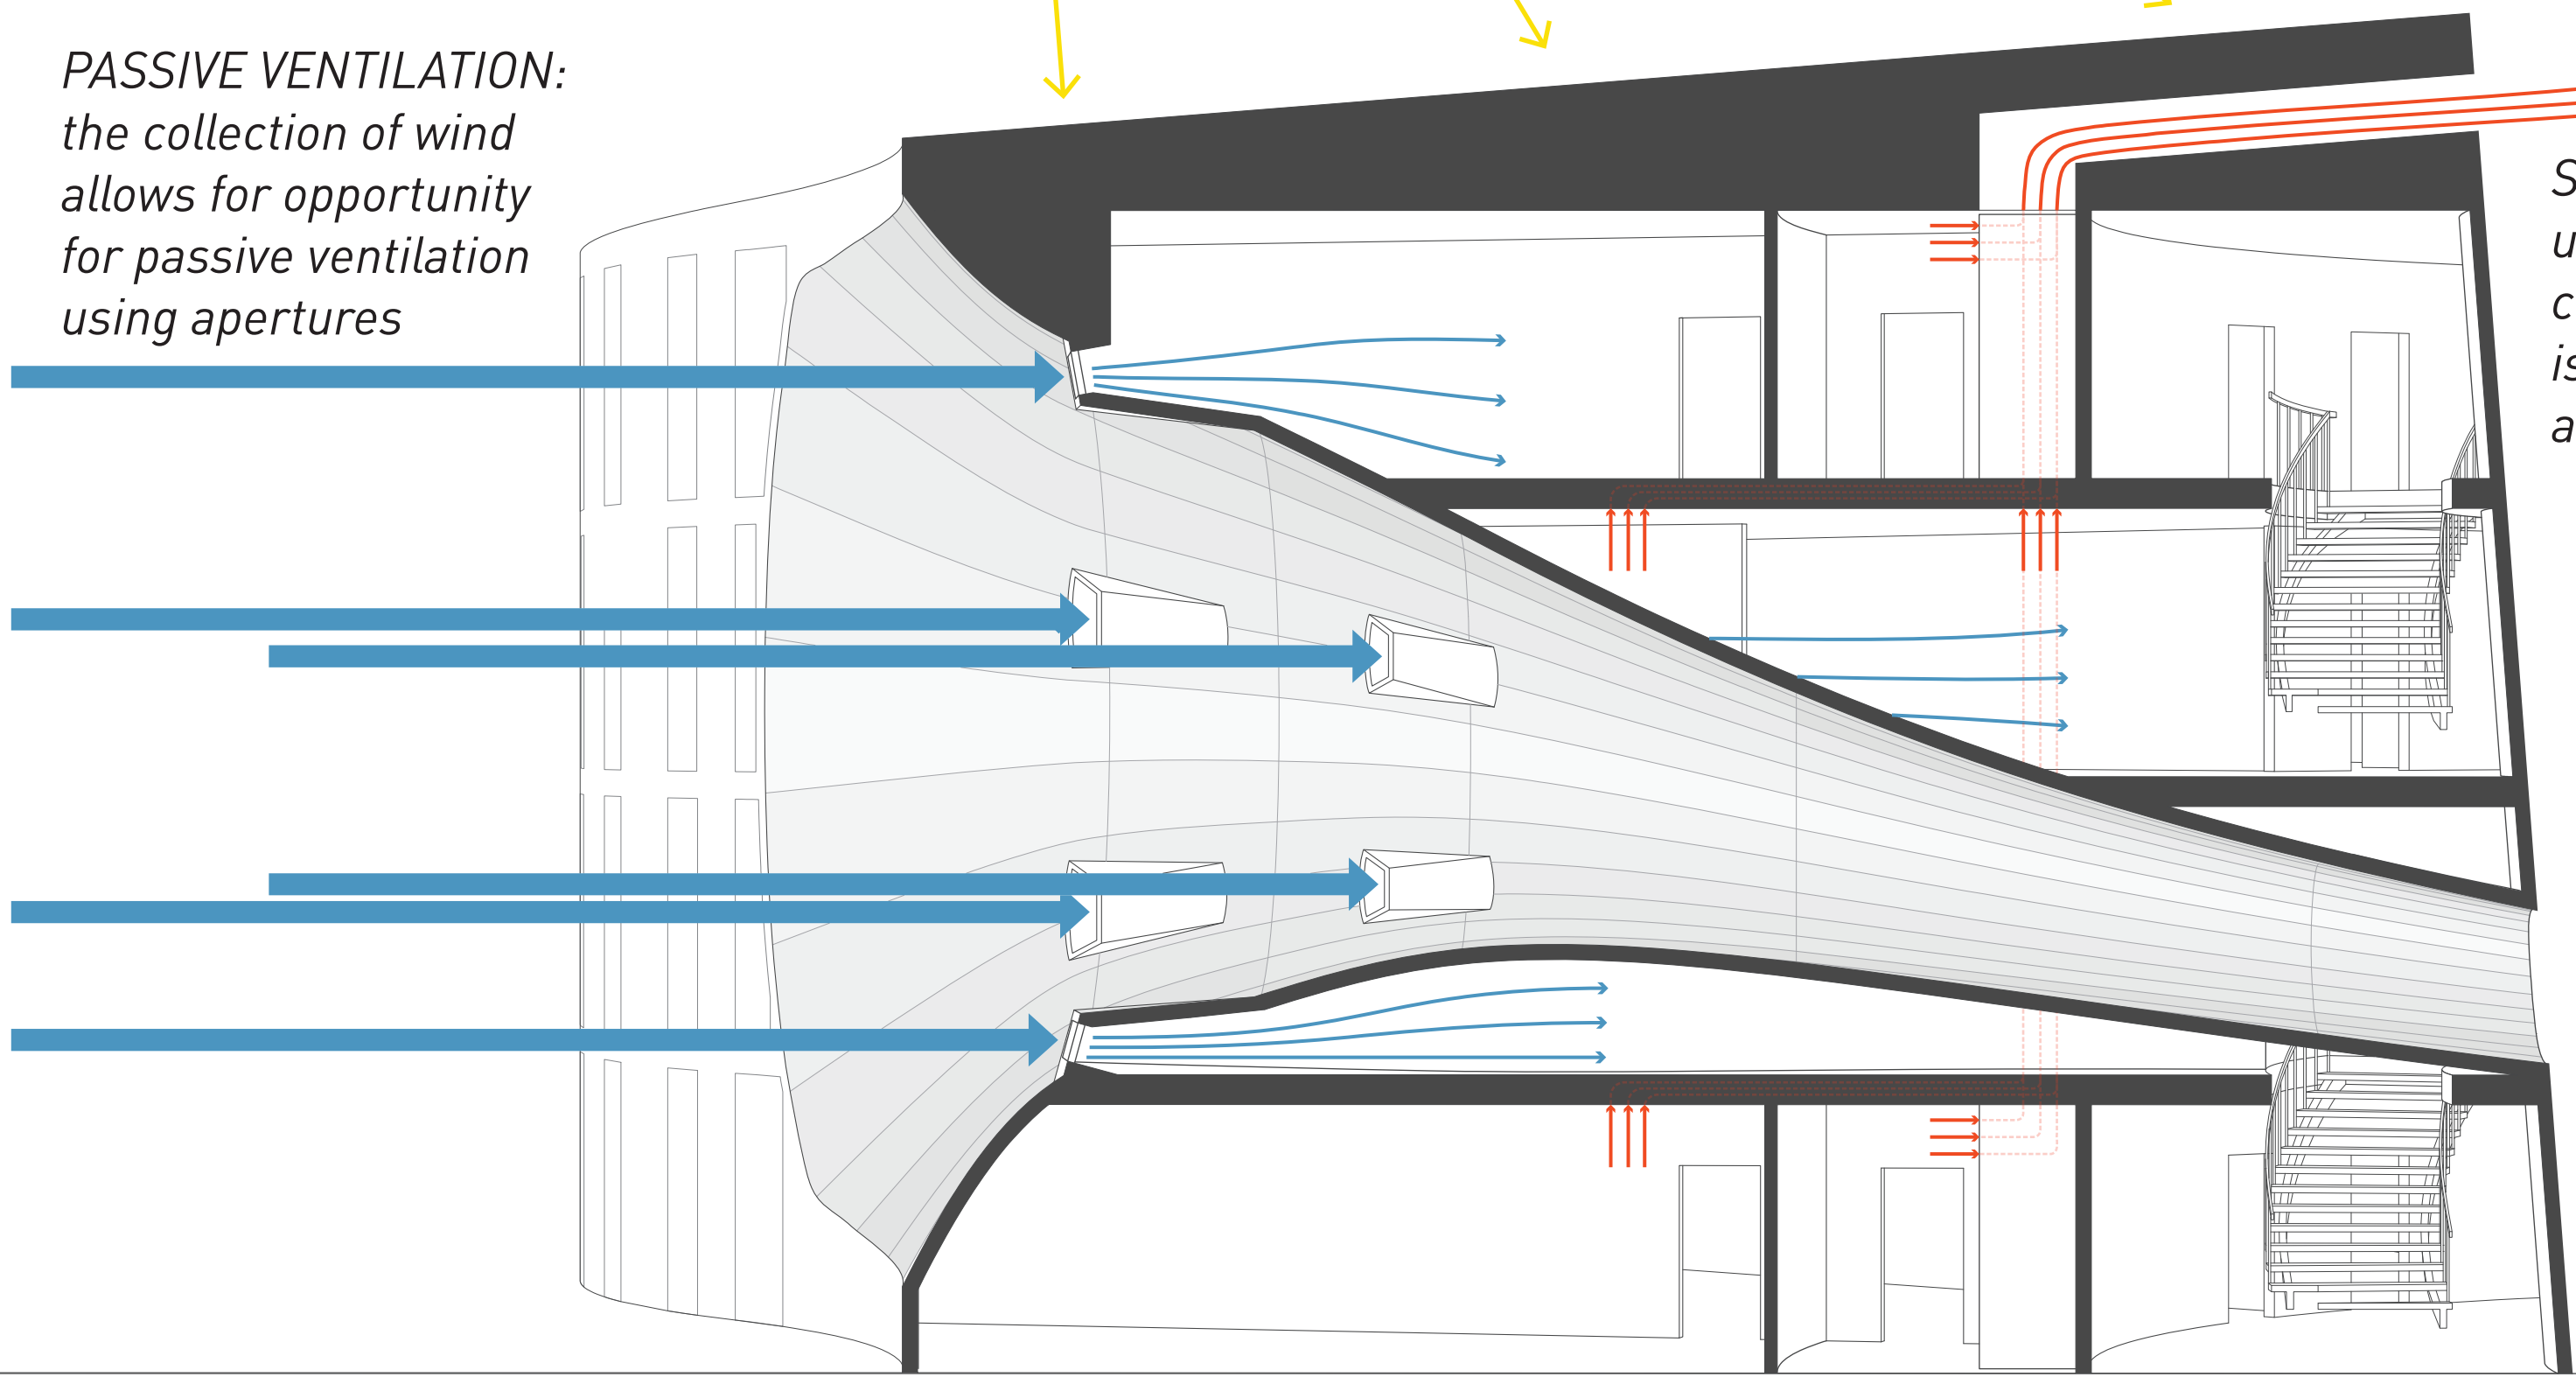 PASSIVE VENTILATION:
the collection of wind
allows for opportunity
for passive ventilation
using apertures